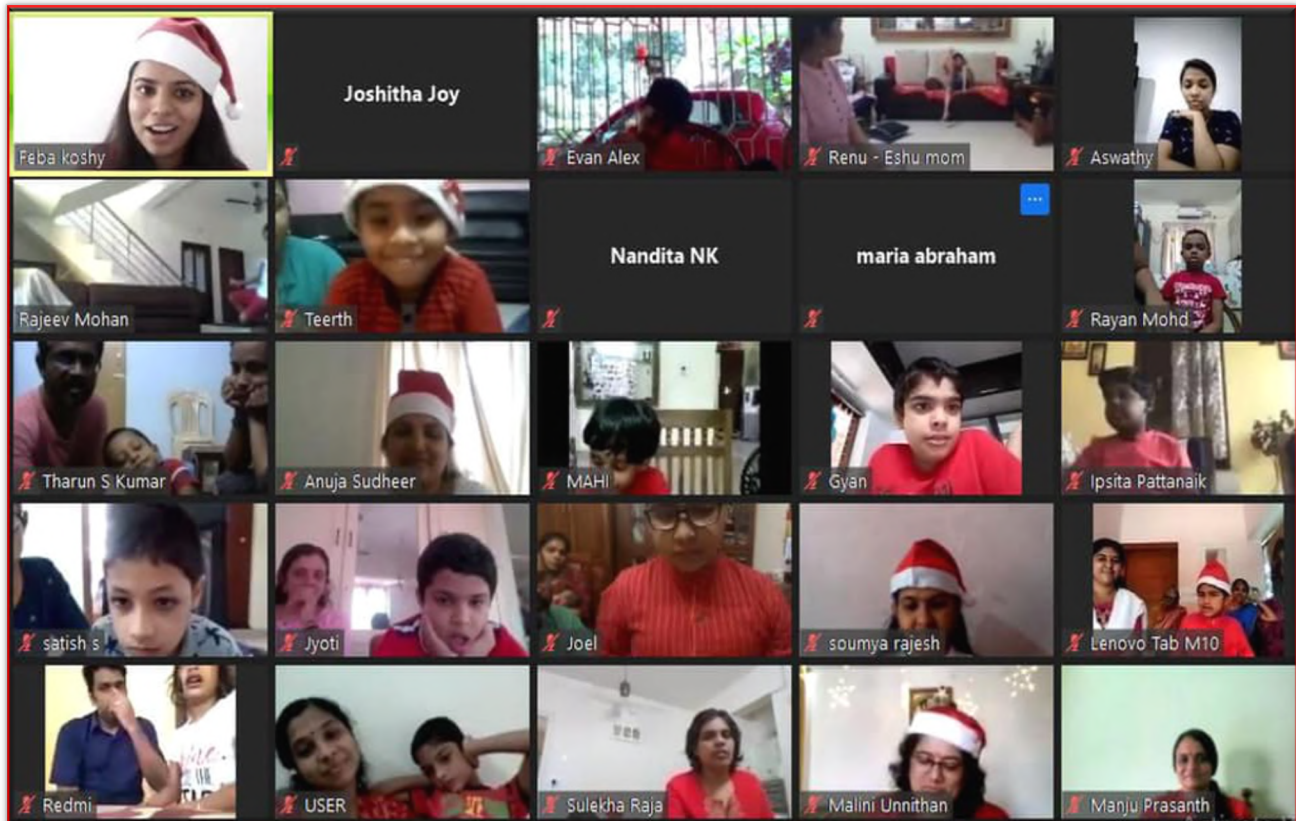 Feba koshy
Joshitha Joy
Evan Alex
Renu - Eshu mom
Aswathy
Rajeev Mohan
Teerth
Nandita NK
maria abraham
Rayan Mohd
Tharun S Kumar
Anuja Sudheer
MAHI
Gyan
Ipsita Pattanaik
satish s
Jyoti
Joel
soumya rajesh
Lenovo Tab M10
Redmi
USER
Sulekha Raja
Malini Unnithan
Manju Prasanth